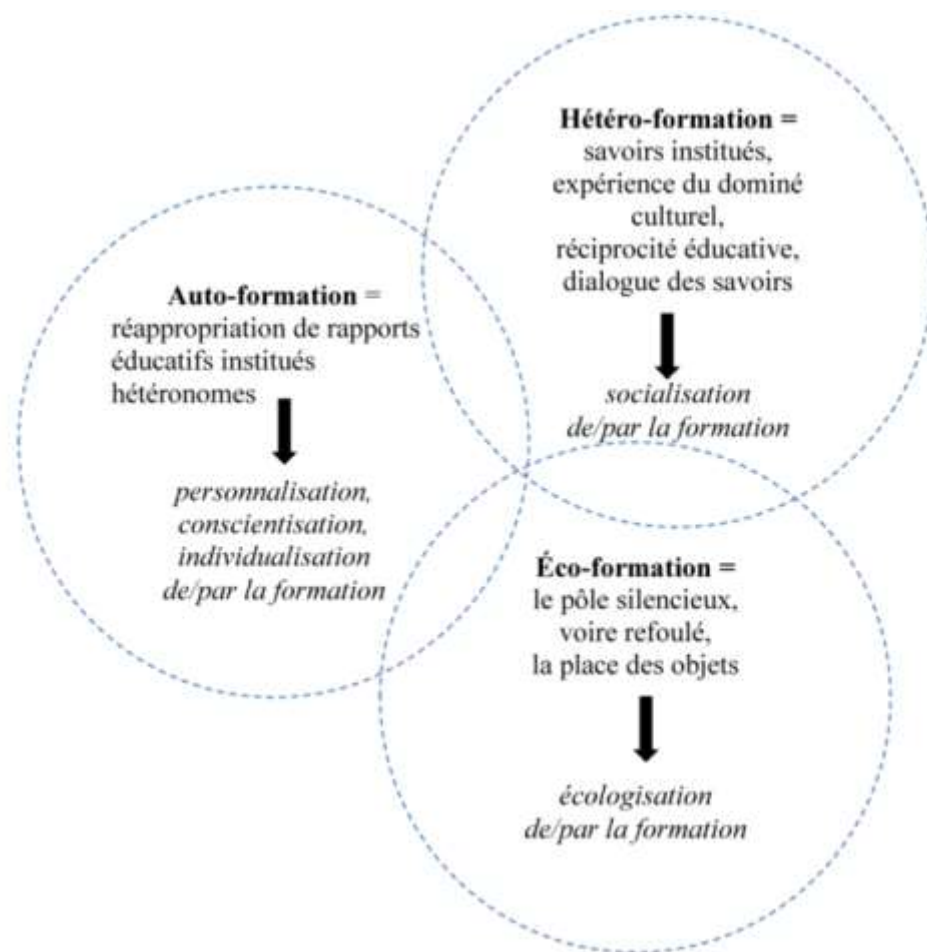 Hétéro-formation =
savoirs institués,
expérience du dominé
culturel,
réciprocité éducative,
dialogue des savoirs
socialisation
de/par la formation
Auto-formation =
réappropriation de rapports
éducatifs institués
hétéronomes
personnalisation,
conscientisation,
individualisation
de/par la formation
Éco-formation =
le pôle silencieux,
voire refoulé,
la place des objets
écologisation
de/par la formation